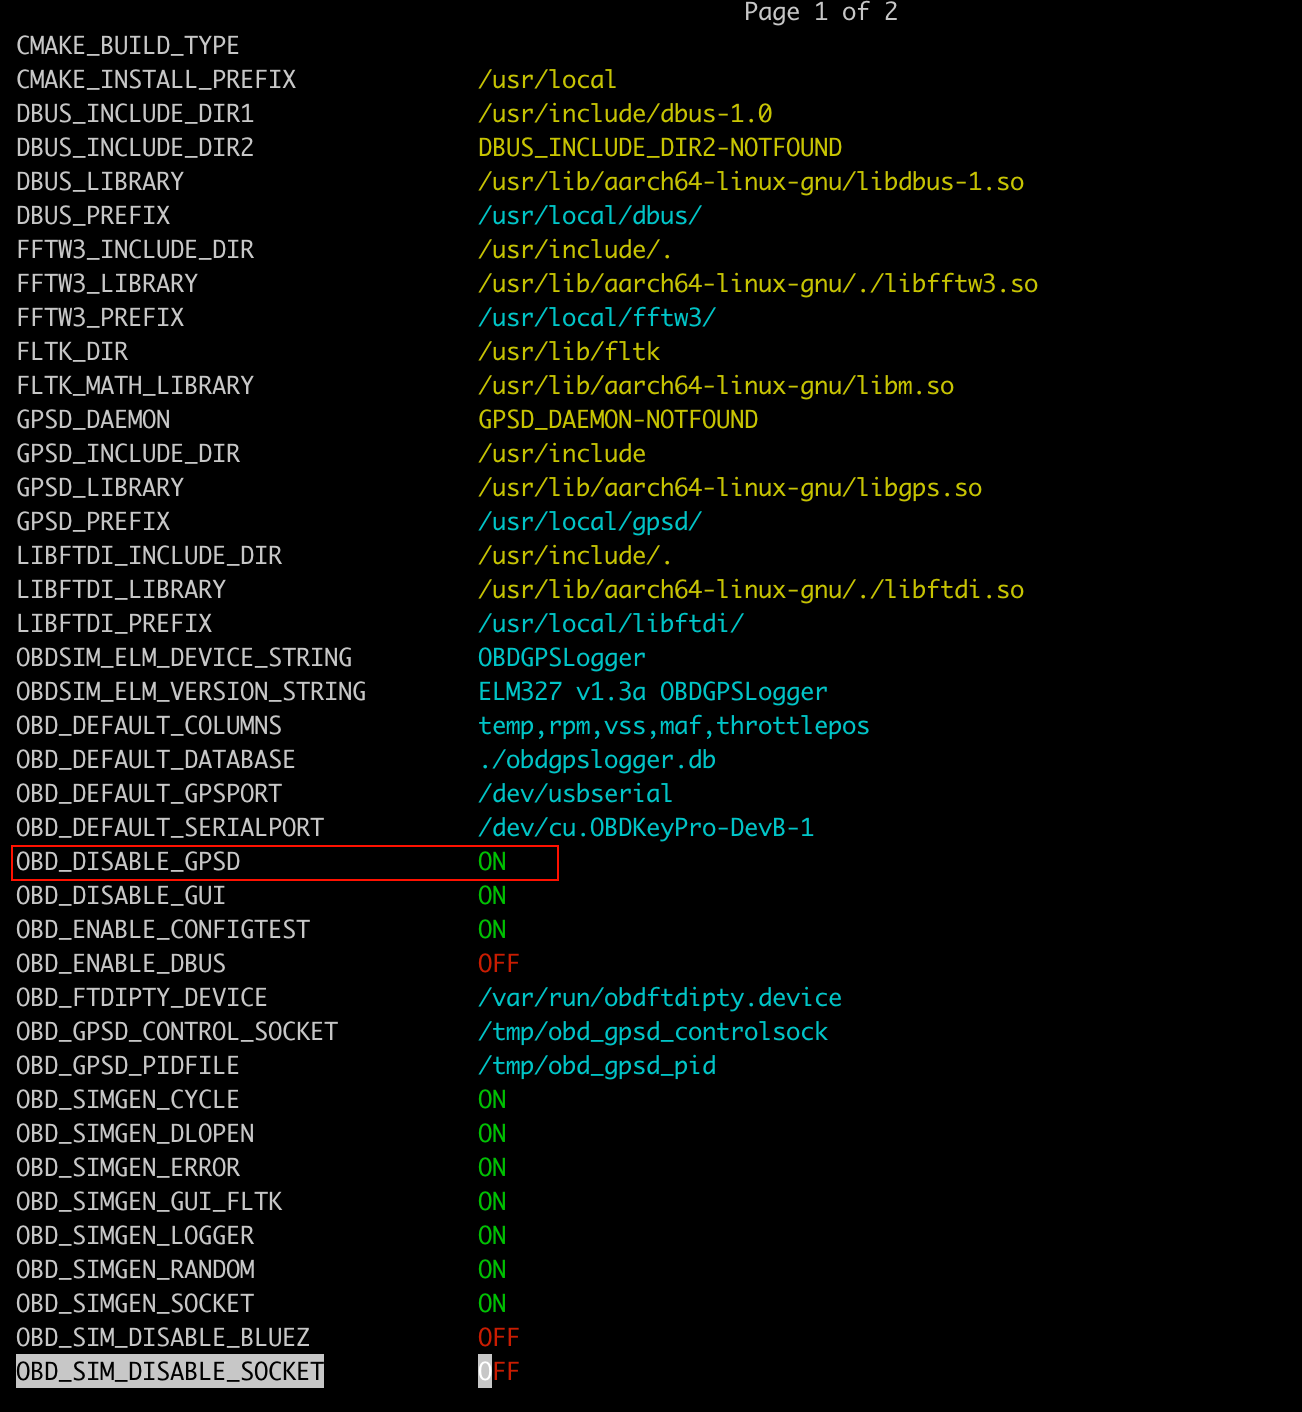 Page 1 of 2
CMAKE_BUILD_TYPE
CMAKE_INSTALL_PREFIX /usr/local
DBUS_INCLUDE_DIR1 /usr/include/dbus-1.0
DBUS_INCLUDE_DIR2 DBUS_INCLUDE_DIR2-NOTFOUND
DBUS_LIBRARY /usr/lib/aarch64-linux-gnu/libdbus-1.so
DBUS_PREFIX /usr/local/dbus/
FFTW3_INCLUDE_DIR /usr/include/.
FFTW3_LIBRARY /usr/lib/aarch64-linux-gnu/./libfftw3.so
FFTW3_PREFIX /usr/local/fftw3/
FLTK_DIR /usr/lib/fltk
FLTK_MATH_LIBRARY /usr/lib/aarch64-linux-gnu/libm.so
GPSD_DAEMON GPSD_DAEMON-NOTFOUND
GPSD_INCLUDE_DIR /usr/include
GPSD_LIBRARY /usr/lib/aarch64-linux-gnu/libgps.so
GPSD_PREFIX /usr/local/gpsd/
LIBFTDI_INCLUDE_DIR /usr/include/.
LIBFTDI_LIBRARY /usr/lib/aarch64-linux-gnu/./libftdi.so
LIBFTDI_PREFIX /usr/local/libftdi/
OBDSIM_ELM_DEVICE_STRING OBDGPSLogger
OBDSIM_ELM_VERSION_STRING ELM327 v1.3a OBDGPSLogger
OBD_DEFAULT_COLUMNS temp,rpm,vss,maf,throttlepos
OBD_DEFAULT_DATABASE ./obdgpslogger.db
OBD_DEFAULT_GPSPORT /dev/usbserial
OBD_DEFAULT_SERIALPORT /dev/cu.OBDKeyPro-DevB-1
OBD_DISABLE_GPSD ON
OBD_DISABLE_GUI ON
OBD_ENABLE_CONFIGTEST ON
OBD_ENABLE_DBUS OFF
OBD_FTDIPTY_DEVICE /var/run/obdftdipty.device
OBD_GPSD_CONTROL_SOCKET /tmp/obd_gpsd_controlsock
OBD_GPSD_PIDFILE /tmp/obd_gpsd_pid
OBD_SIMGEN_CYCLE ON
OBD_SIMGEN_DLOPEN ON
OBD_SIMGEN_ERROR ON
OBD_SIMGEN_GUI_FLTK ON
OBD_SIMGEN_LOGGER ON
OBD_SIMGEN_RANDOM ON
OBD_SIMGEN_SOCKET ON
OBD_SIM_DISABLE_BLUEZ OFF
OBD_SIM_DISABLE_SOCKET OFF